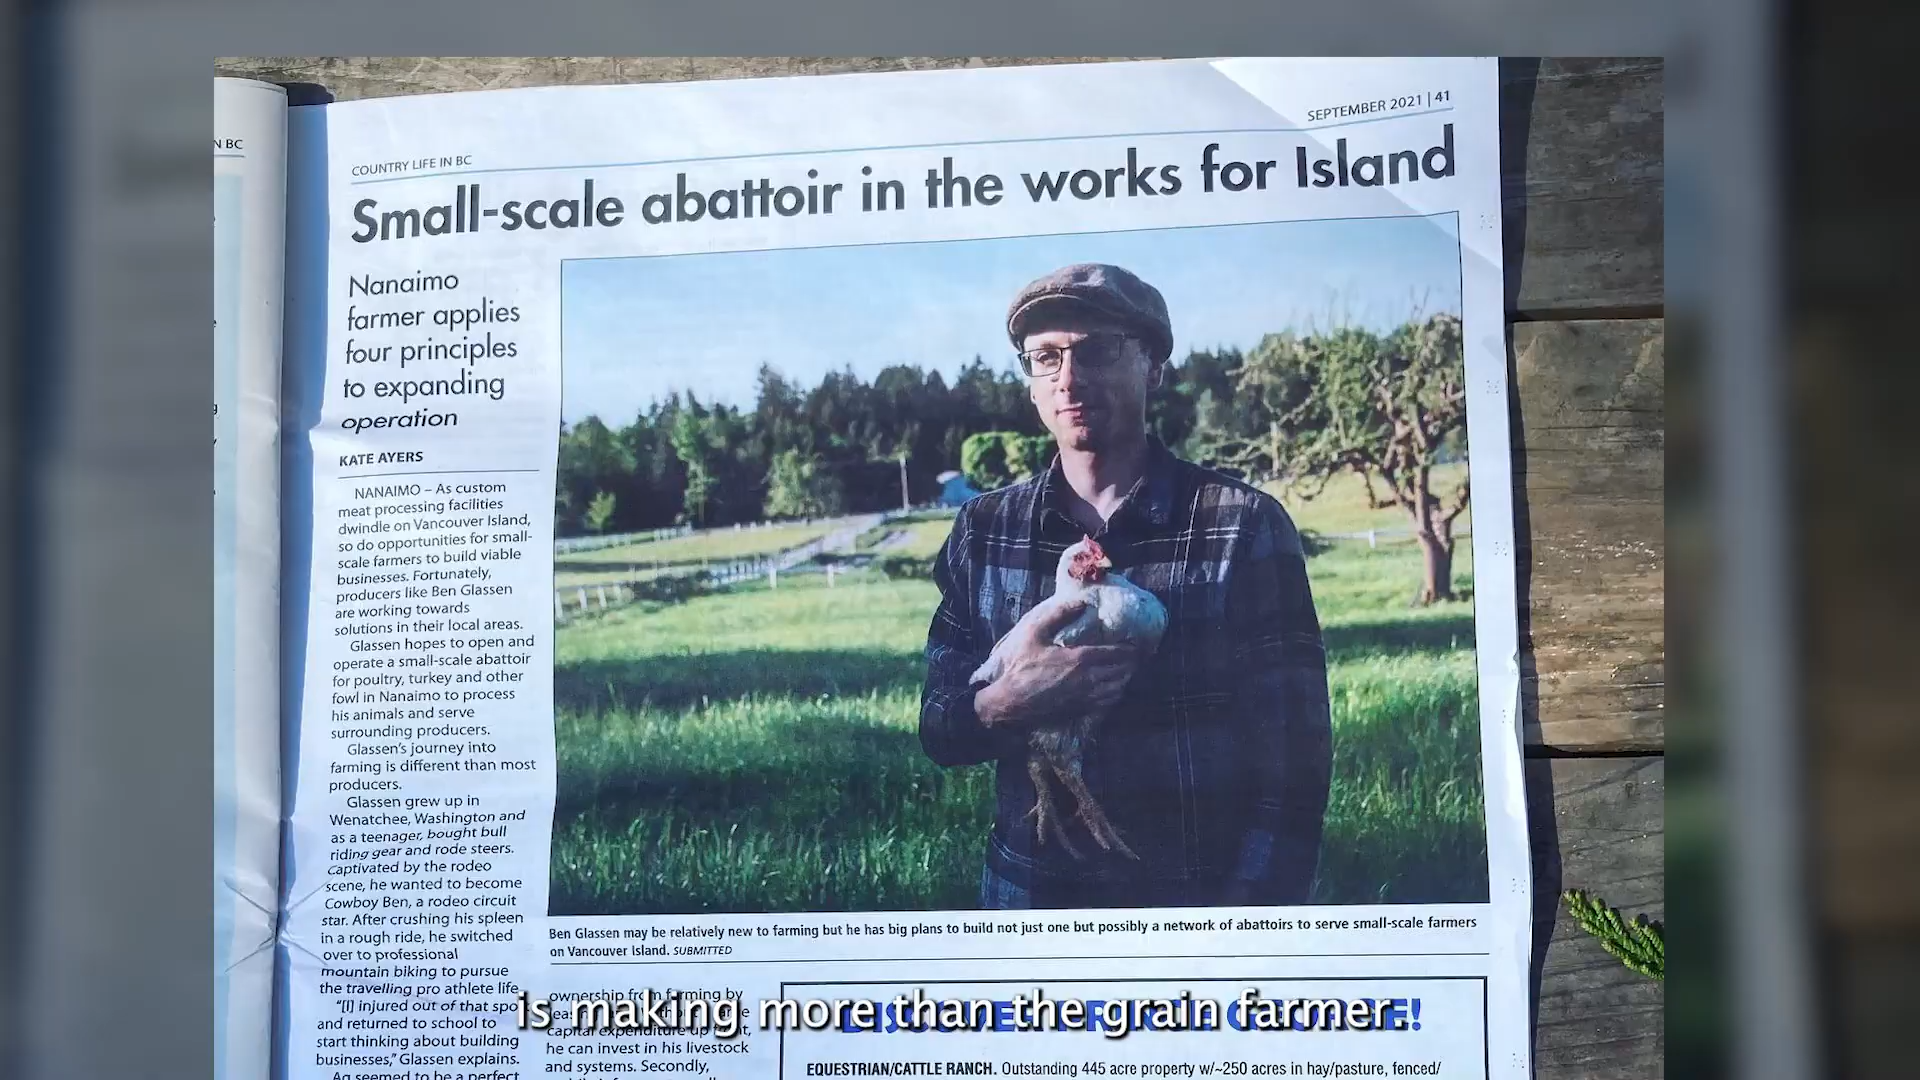 N BC
SEPTEMBER 2021 | 41
COUNTRY LIFE IN BC
Small-scale abattoir in the works for Island
Nanaimo
farmer applies
four principles
to expanding
operation
KATE AYERS
NANAIMO – As custom
meat processing facilities
dwindle on Vancouver Island,
so do opportunities for small-
scale farmers to build viable
businesses. Fortunately,
producers like Ben Glassen
are working towards
solutions in their local areas.
Glassen hopes to open and
operate a small-scale abattoir
for poultry, turkey and other
fowl in Nanaimo to process
his animals and serve
surrounding producers.
Glassen's journey into
farming is different than most
producers.
Glassen grew up in
Wenatchee, Washington and
as a teenager, bought bull
riding gear and rode steers.
Captivated by the rodeo
scene, he wanted to become
Cowboy Ben, a rodeo circuit
star. After crushing his spleen
in a rough ride, he switched
over to professional
mountain biking to pursue
the travelling pro athlete life.
"[I] injured out of that
and returned to school to
start thinking about building
businesses," Glassen explains.
Ag seemed to be a perfect
Ben Glassen may be relatively new to farming but he has big plans to build not just one but possibly a network of abattoirs to serve small-scale farmers
on Vancouver Island. SUBMITTED
ownership from farming by
capital expenditure up
he can invest in his livestock
and systems. Secondly,
EQUESTRIAN/CATTLE RANCH. Outstanding 445 acre property w/~250 acres in hay/pasture, fenced/
is making more than the grain farmer.